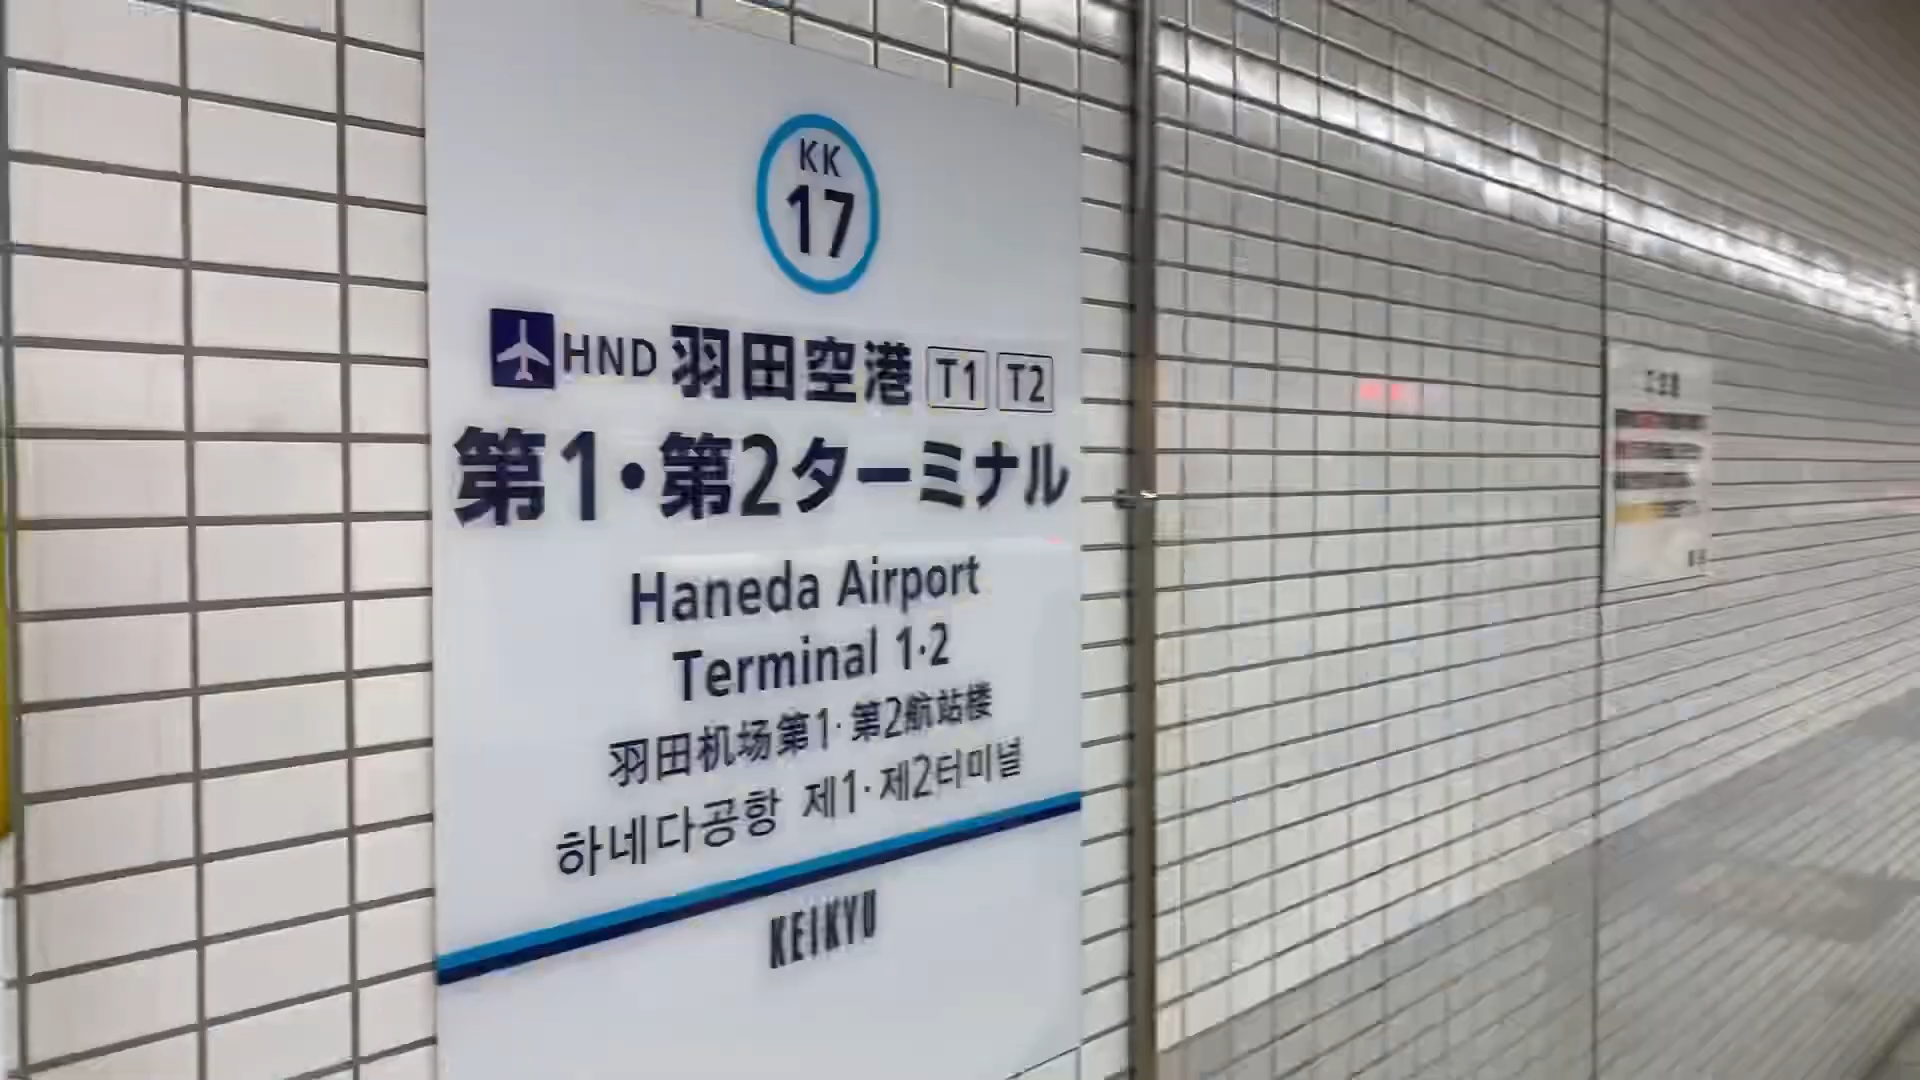 KK
17
HND 羽田空港 T1 T2
第1・第2ターミナル
Haneda Airport
Terminal 1·2
羽田机场第1·第2航站楼
하네다공항 제1·제2터미널
KEIKYU